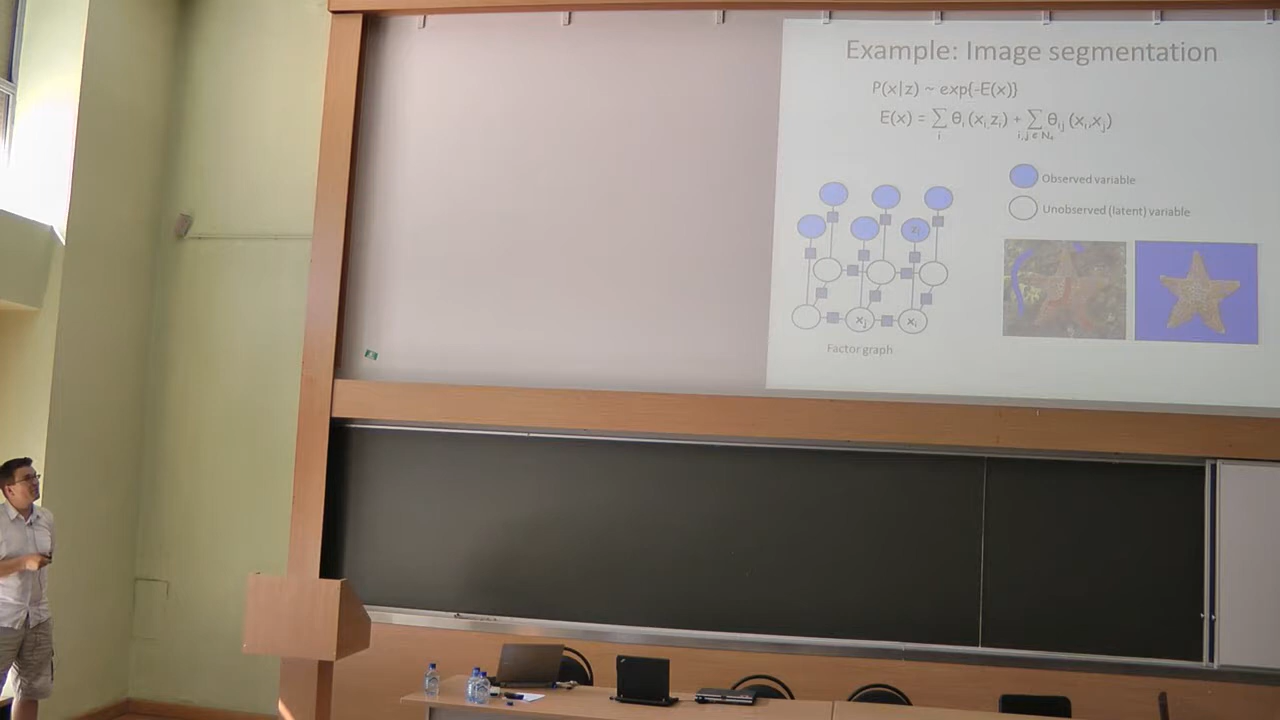 Example: Image segmentation
P(x|z) ~ exp{-E(x)}
E(x) = ∑ θi (xi,zi) + ∑ θij (xi,xj)
i i,j ∈ N4
Observed variable
Unobserved (latent) variable
zi
xj xi
Factor graph